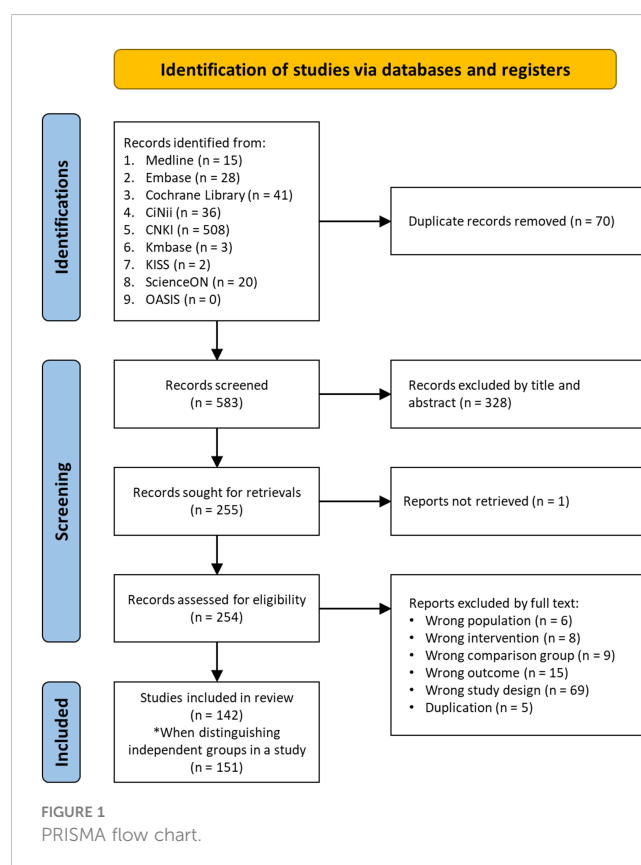 Identification of studies via databases and registers
Identifications
Records identified from:
1. Medline (n = 15)
2. Embase (n = 28)
3. Cochrane Library (n = 41)
4. CiNii (n = 36)
5. CNKI (n = 508)
6. Kmbase (n = 3)
7. KISS (n = 2)
8. ScienceON (n = 20)
9. OASIS (n = 0)
Duplicate records removed (n = 70)
Screening
Records screened
(n = 583)
Records excluded by title and
abstract (n = 328)
Records sought for retrievals
(n = 255)
Reports not retrieved (n = 1)
Records assessed for eligibility
(n = 254)
Reports excluded by full text:
• Wrong population (n = 6)
• Wrong intervention (n = 8)
• Wrong comparison group (n = 9)
• Wrong outcome (n = 15)
• Wrong study design (n = 69)
• Duplication (n = 5)
Included
Studies included in review
(n = 142)
*When distinguishing
independent groups in a study
(n = 151)
FIGURE 1
PRISMA flow chart.